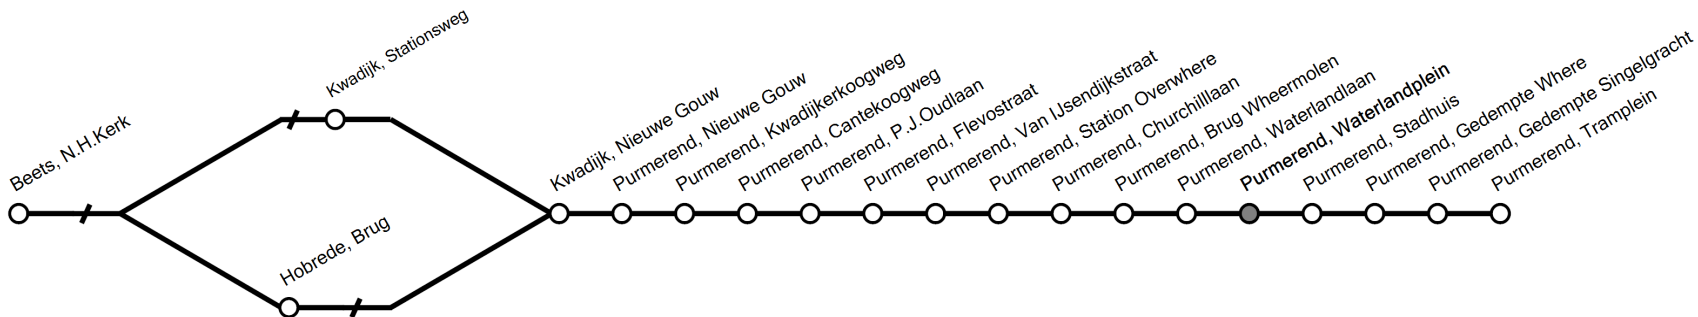 Beets, N.H.Kerk
Kwadijk, Stationsweg
Hobrede, Brug
Kwadijk, Nieuwe Gouw
Purmerend, Nieuwe Gouw
Purmerend, Kwadijkerkoogweg
Purmerend, Cantekoogweg
Purmerend, P.J.Oudlaan
Purmerend, Flevostraat
Purmerend, Van IJsendijkstraat
Purmerend, Station Overwhere
Purmerend, Churchilllaan
Purmerend, Brug Wheermolen
Purmerend, Waterlandlaan
Purmerend, Waterlandplein
Purmerend, Stadhuis
Purmerend, Gedempte Where
Purmerend, Gedempte Singelgracht
Purmerend, Tramplein